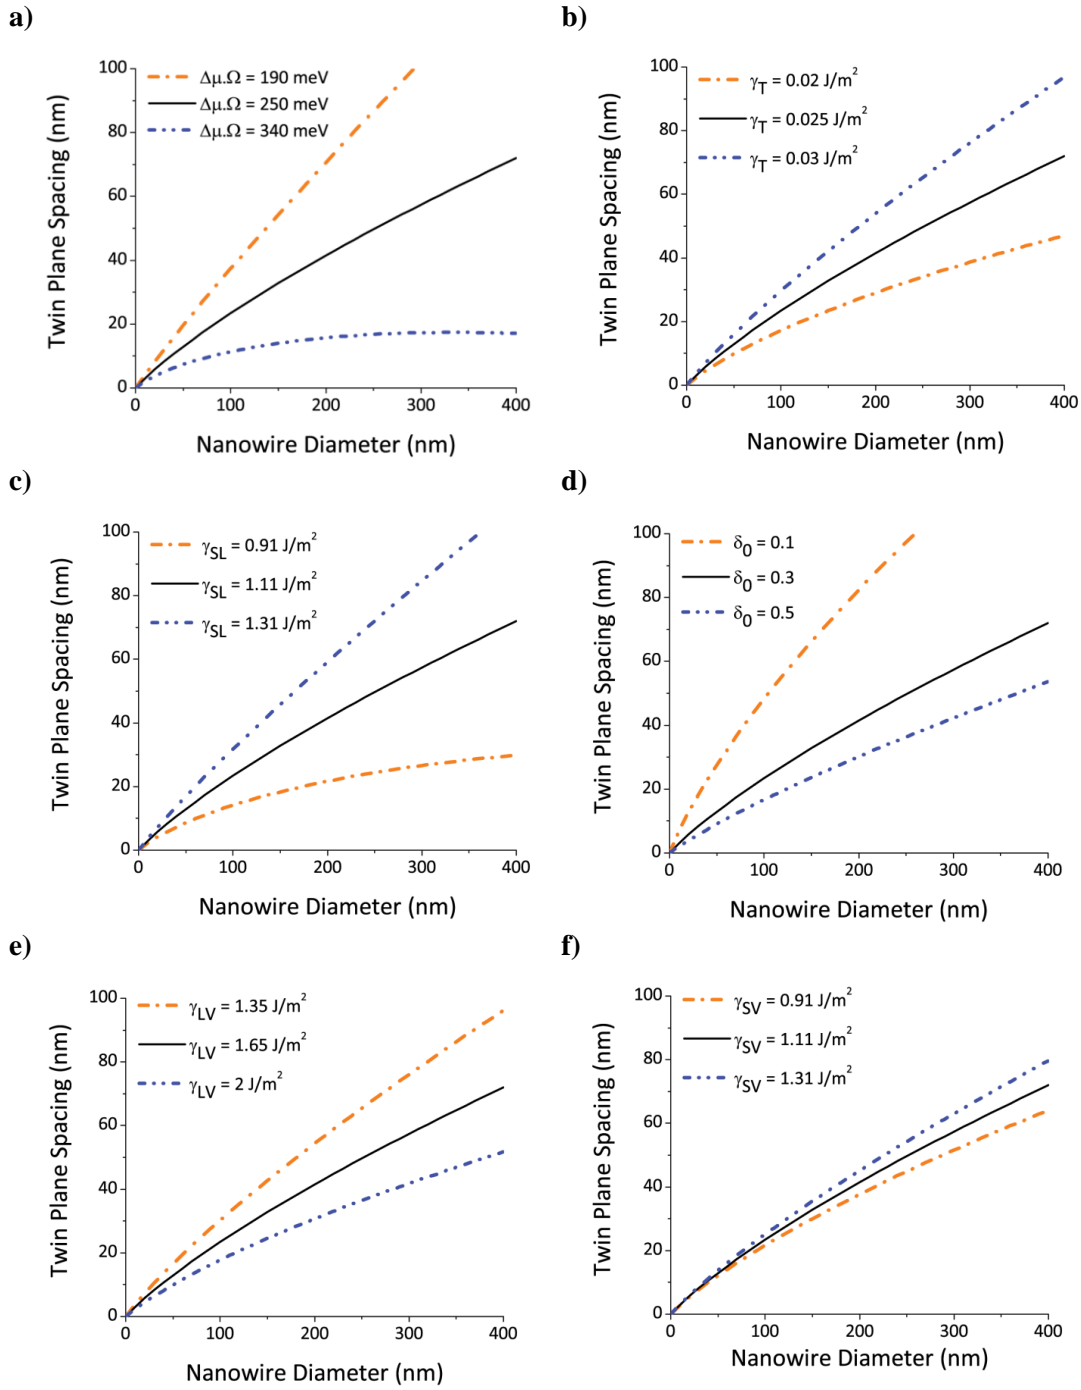 a)
Twin Plane Spacing (nm)
100
80
60
40
20
0
Δμ.Ω = 190 meV
Δμ.Ω = 250 meV
Δμ.Ω = 340 meV
0 100 200 300 400
Nanowire Diameter (nm)
b)
Twin Plane Spacing (nm)
100
80
60
40
20
0
γT = 0.02 J/m²
γT = 0.025 J/m²
γT = 0.03 J/m²
0 100 200 300 400
Nanowire Diameter (nm)
c)
Twin Plane Spacing (nm)
100
80
60
40
20
0
γSL = 0.91 J/m²
γSL = 1.11 J/m²
γSL = 1.31 J/m²
0 100 200 300 400
Nanowire Diameter (nm)
d)
Twin Plane Spacing (nm)
100
80
60
40
20
0
δ0 = 0.1
δ0 = 0.3
δ0 = 0.5
0 100 200 300 400
Nanowire Diameter (nm)
e)
Twin Plane Spacing (nm)
100
80
60
40
20
0
γLV = 1.35 J/m²
γLV = 1.65 J/m²
γLV = 2 J/m²
0 100 200 300 400
Nanowire Diameter (nm)
f)
Twin Plane Spacing (nm)
100
80
60
40
20
0
γSV = 0.91 J/m²
γSV = 1.11 J/m²
γSV = 1.31 J/m²
0 100 200 300 400
Nanowire Diameter (nm)